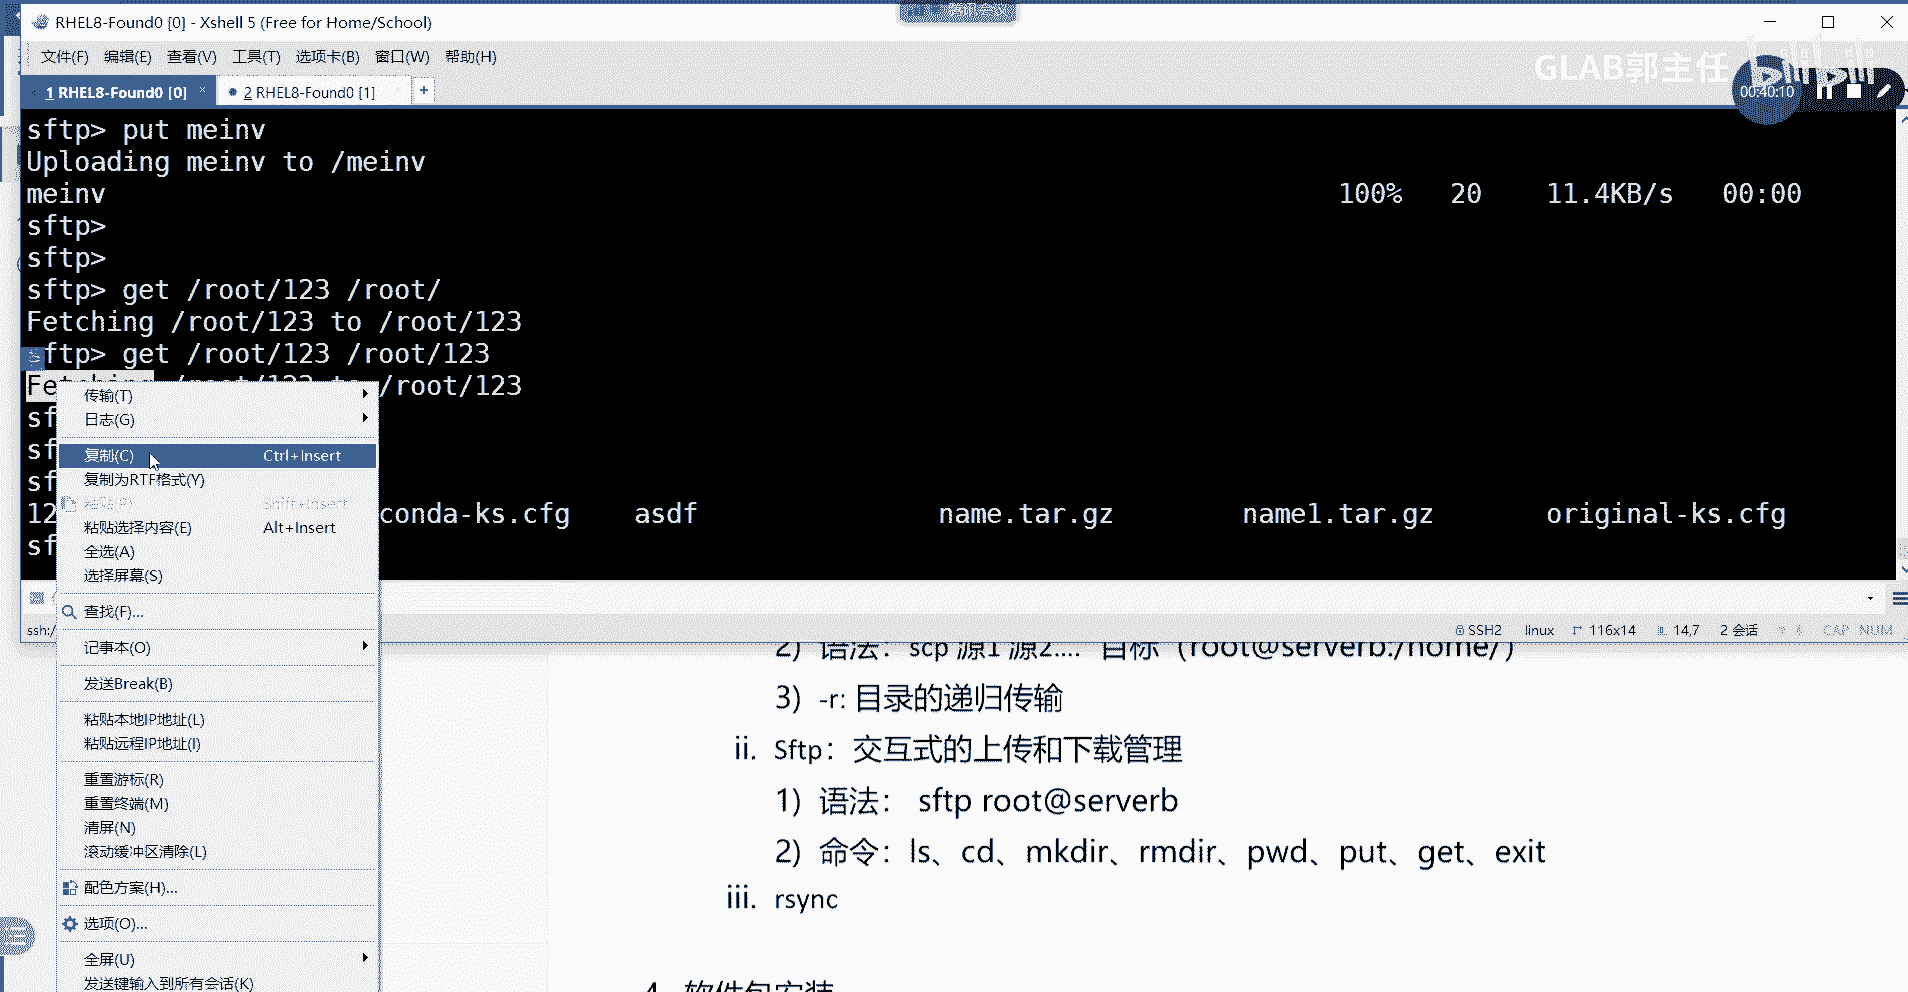 RHEL8-Found0 [0] - Xshell 5 (Free for Home/School)
文件(F) 编辑(E) 查看(V) 工具(T) 选项卡(B) 窗口(W) 帮助(H)
GLAB郭主任 bilibili
1 RHEL8-Found0 [0] × 2 RHEL8-Found0 [1] +
00:40:10
sftp> put meinv
Uploading meinv to /meinv
meinv 100% 20 11.4KB/s 00:00
sftp>
sftp>
sftp> get /root/123 /root/
Fetching /root/123 to /root/123
ftp> get /root/123 /root/123
/root/123
conda-ks.cfg asdf name.tar.gz name1.tar.gz original-ks.cfg
传输(T)
日志(G)
复制(C) Ctrl+Insert
复制为RTF格式(Y)
粘贴(P) Shift+Insert
粘贴选择内容(E) Alt+Insert
全选(A)
选择屏幕(S)
查找(F)...
记事本(O)
发送Break(B)
粘贴本地IP地址(L)
粘贴远程IP地址(I)
重置游标(R)
重置终端(M)
清屏(N)
滚动缓冲区清除(L)
配色方案(H)...
选项(O)...
全屏(U)
发送键输入到所有会话(K)
ssh:/ SSH2 linux 116x14 14,7 2 会话 CAP NUM
2) 语法：scp 源1 源2.... 目标（root@serverb:/home/）
3) -r: 目录的递归传输
ii. Sftp：交互式的上传和下载管理
1) 语法： sftp root@serverb
2) 命令：ls、cd、mkdir、rmdir、pwd、put、get、exit
iii. rsync
4. 软件包安装